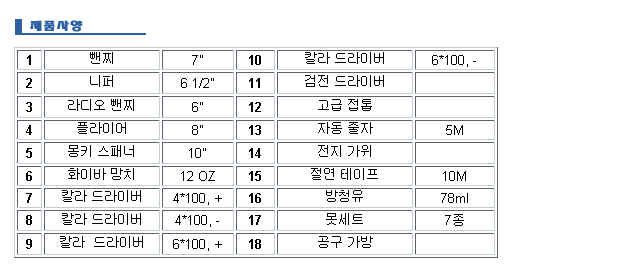 제품사양
1 뺀찌 7" 10 칼라 드라이버 6*100, -
2 니퍼 6 1/2" 11 검전 드라이버
3 라디오 뺀찌 6" 12 고급 접톱
4 플라이어 8" 13 자동 줄자 5M
5 몽키 스패너 10" 14 전지 가위
6 화이바 망치 12 OZ 15 절연 테이프 10M
7 칼라 드라이버 4*100, + 16 방청유 78ml
8 칼라 드라이버 4*100, - 17 못세트 7종
9 칼라 드라이버 6*100, + 18 공구 가방